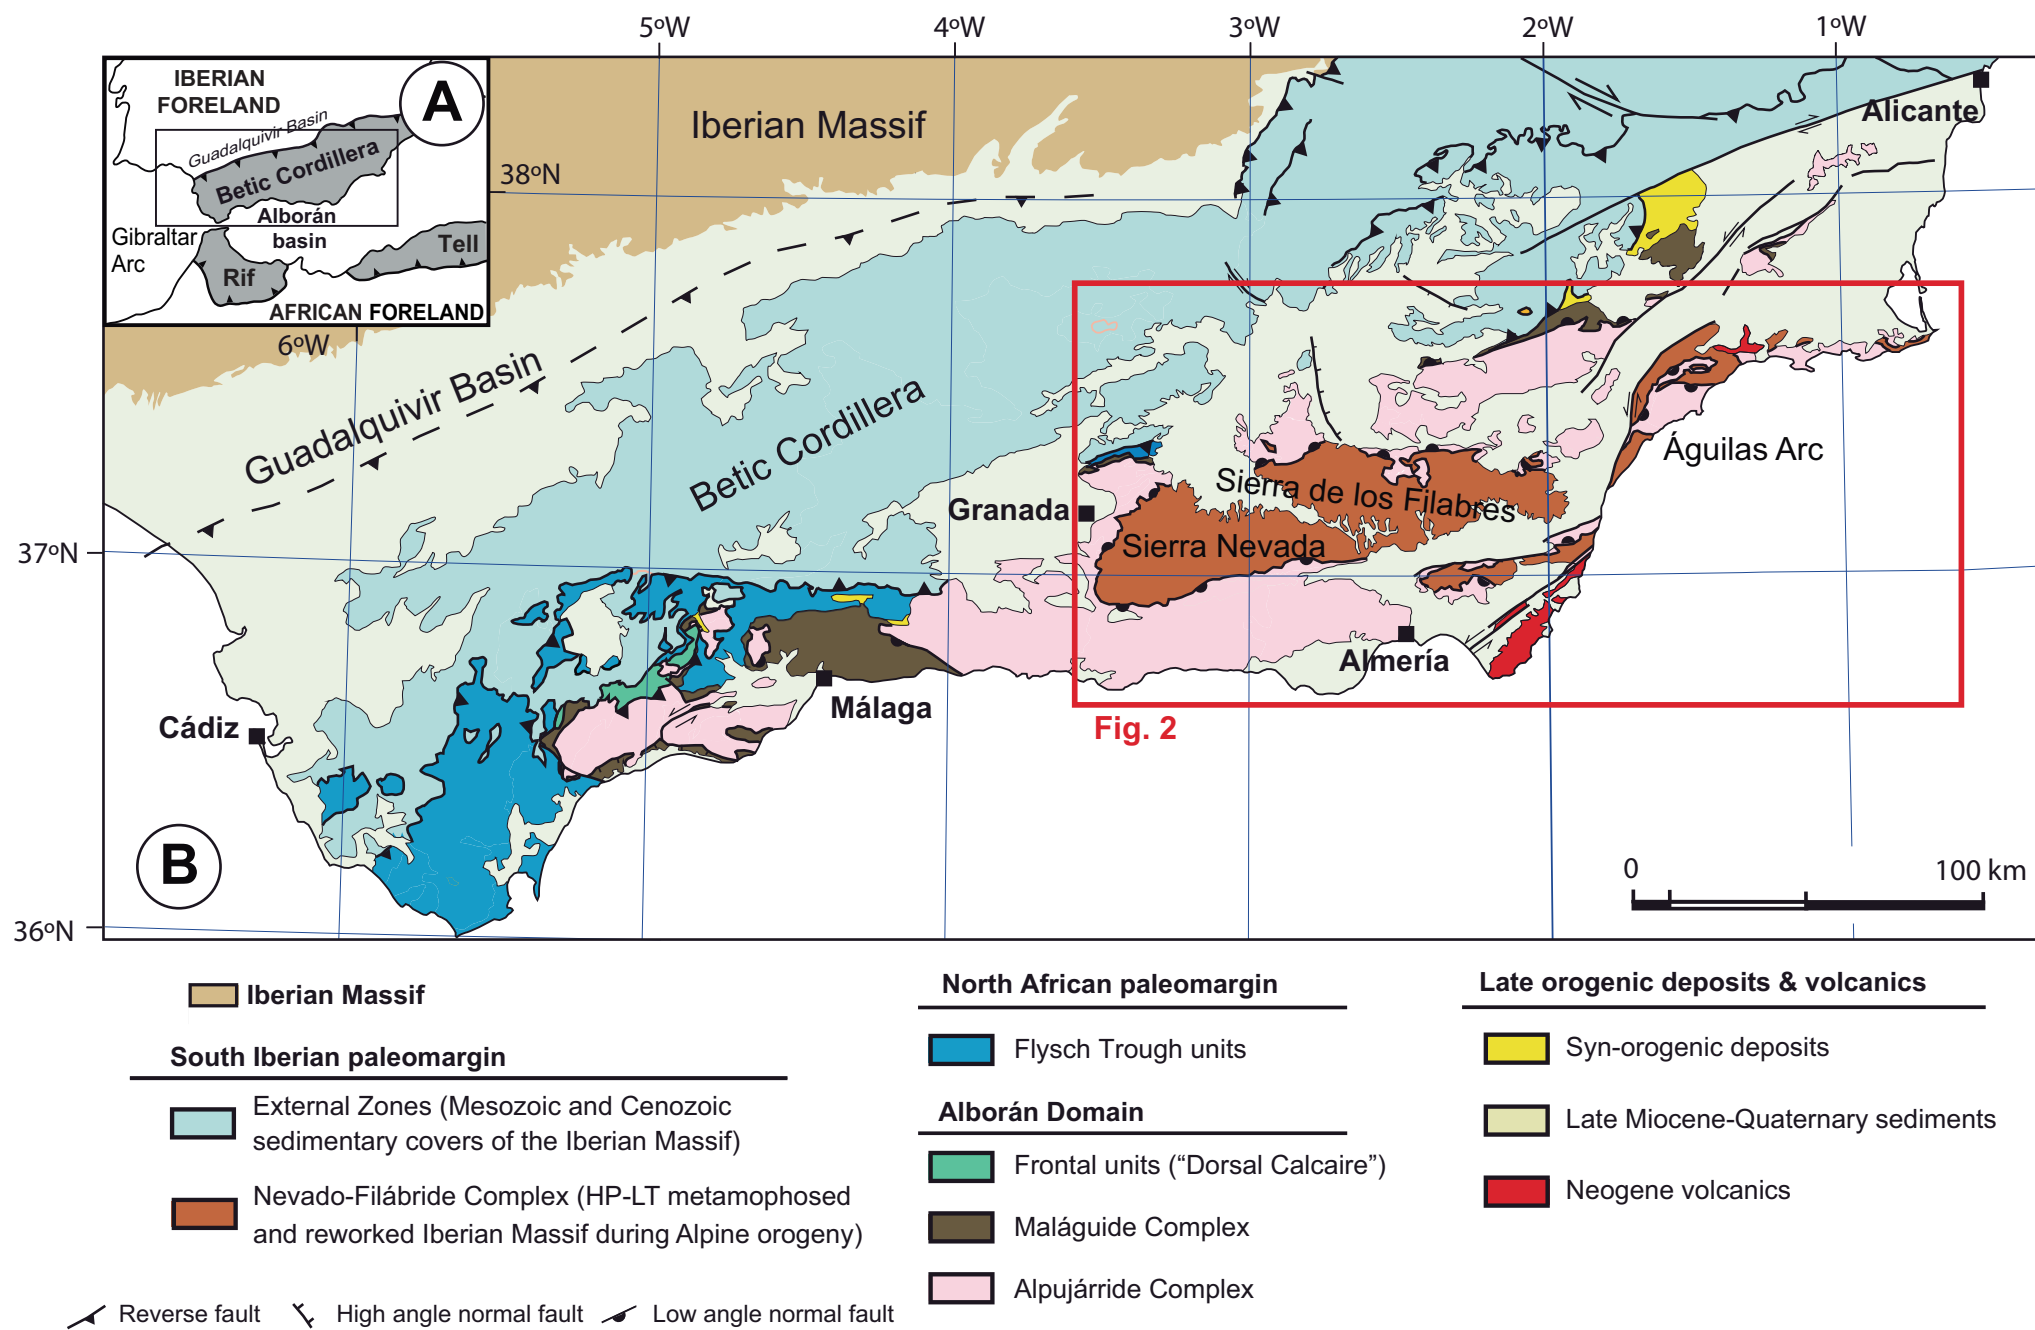 5ºW
4ºW
3ºW
2ºW
1ºW
IBERIAN
FORELAND
A
Guadalquivir Basin
Betic Cordillera
Alborán
basin
Gibraltar
Arc
Rif
Tell
AFRICAN FORELAND
Iberian Massif
Alicante
38ºN
6ºW
Guadalquivir Basin
Betic Cordillera
Águilas Arc
Sierra de los Filabres
Granada
Sierra Nevada
37ºN
Almería
Málaga
Cádiz
Fig. 2
B
0
100 km
36ºN
Iberian Massif
South Iberian paleomargin
External Zones (Mesozoic and Cenozoic
sedimentary covers of the Iberian Massif)
Nevado-Filábride Complex (HP-LT metamophosed
and reworked Iberian Massif during Alpine orogeny)
North African paleomargin
Flysch Trough units
Alborán Domain
Frontal units (“Dorsal Calcaire”)
Maláguide Complex
Alpujárride Complex
Late orogenic deposits & volcanics
Syn-orogenic deposits
Late Miocene-Quaternary sediments
Neogene volcanics
Reverse fault
High angle normal fault
Low angle normal fault